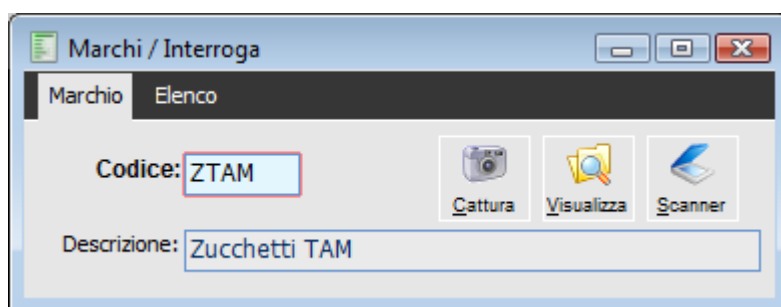 Marchi / Interroga
Marchio Elenco
Codice: ZTAM
Cattura Visualizza Scanner
Descrizione: Zucchetti TAM